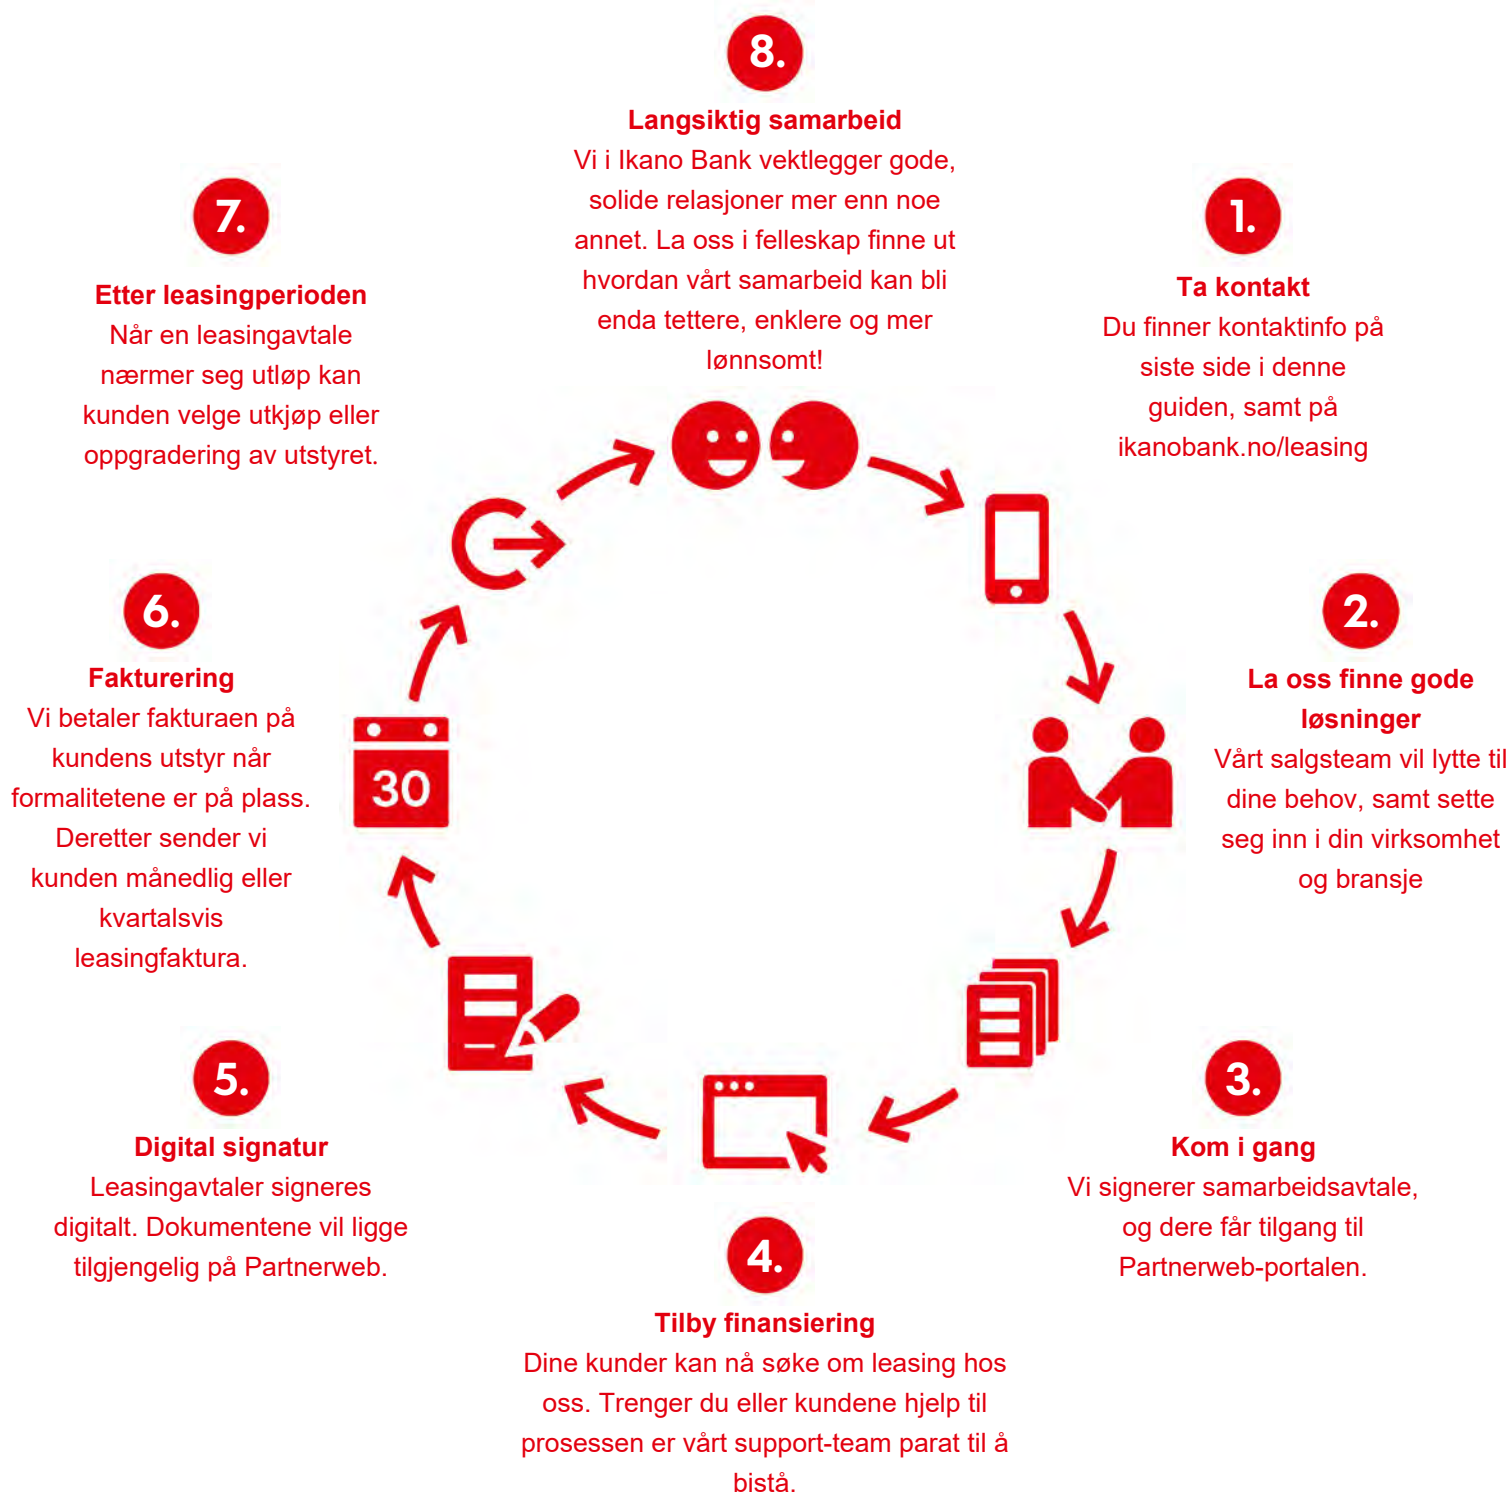 8.
Langsiktig samarbeid
Vi i Ikano Bank vektlegger gode,
solide relasjoner mer enn noe
annet. La oss i felleskap finne ut
hvordan vårt samarbeid kan bli
enda tettere, enklere og mer
lønnsomt!
1.
Ta kontakt
Du finner kontaktinfo på
siste side i denne
guiden, samt på
ikanobank.no/leasing
2.
La oss finne gode
løsninger
Vårt salgsteam vil lytte til
dine behov, samt sette
seg inn i din virksomhet
og bransje
3.
Kom i gang
Vi signerer samarbeidsavtale,
og dere får tilgang til
Partnerweb-portalen.
4.
Tilby finansiering
Dine kunder kan nå søke om leasing hos
oss. Trenger du eller kundene hjelp til
prosessen er vårt support-team parat til å
bistå.
5.
Digital signatur
Leasingavtaler signeres
digitalt. Dokumentene vil ligge
tilgjengelig på Partnerweb.
6.
Fakturering
Vi betaler fakturaen på
kundens utstyr når
formalitetene er på plass.
Deretter sender vi
kunden månedlig eller
kvartalsvis
leasingfaktura.
30
7.
Etter leasingperioden
Når en leasingavtale
nærmer seg utløp kan
kunden velge utkjøp eller
oppgradering av utstyret.